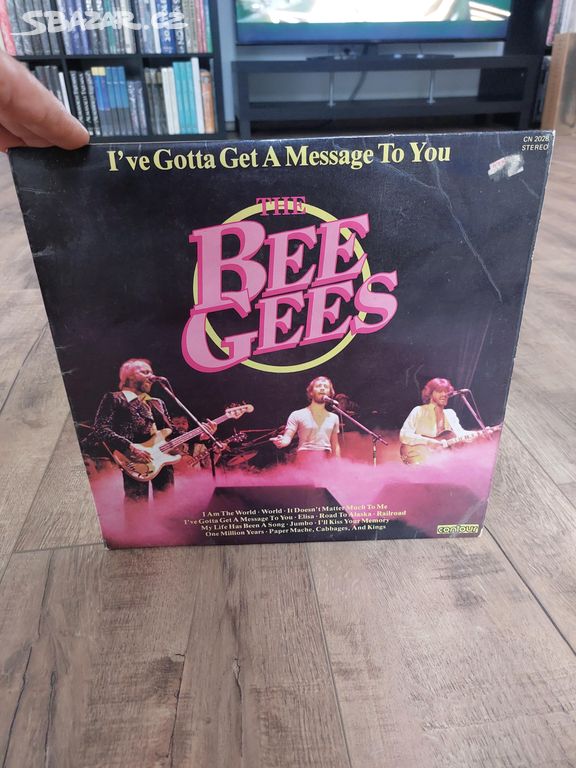 SBAZAR.CZ
CN 2028
STEREO
I've Gotta Get A Message To You
THE
BEE
GEES
I Am The World · World · It Doesn't Matter Much To Me
I've Gotta Get A Message To You · Elisa · Road To Alaska · Railroad
My Life Has Been A Song · Jumbo · I'll Kiss Your Memory
One Million Years · Paper Mache, Cabbages, And Kings
contour